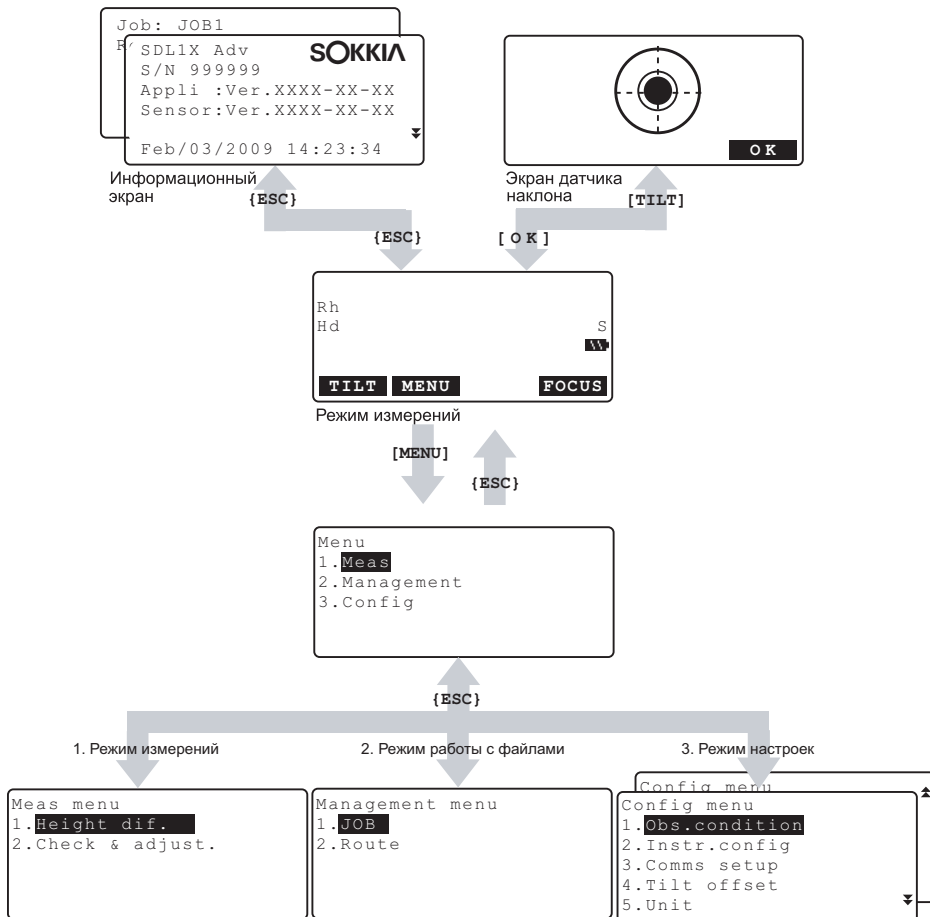 Job: JOB1
SDL1X Adv SOKKIA
S/N 999999
Appli :Ver.XXXX-XX-XX
Sensor:Ver.XXXX-XX-XX
Feb/03/2009 14:23:34
OK
Информационный
экран
{ESC}
Экран датчика
наклона
[TILT]
{ESC}
[ O K ]
Rh
Hd S
TILT MENU FOCUS
Режим измерений
[MENU]
{ESC}
Menu
1.Meas
2.Management
3.Config
{ESC}
1. Режим измерений
2. Режим работы с файлами
3. Режим настроек
Meas menu
1.Height dif.
2.Check & adjust.
Management menu
1.JOB
2.Route
Config menu
Config menu
1.Obs.condition
2.Instr.config
3.Comms setup
4.Tilt offset
5.Unit